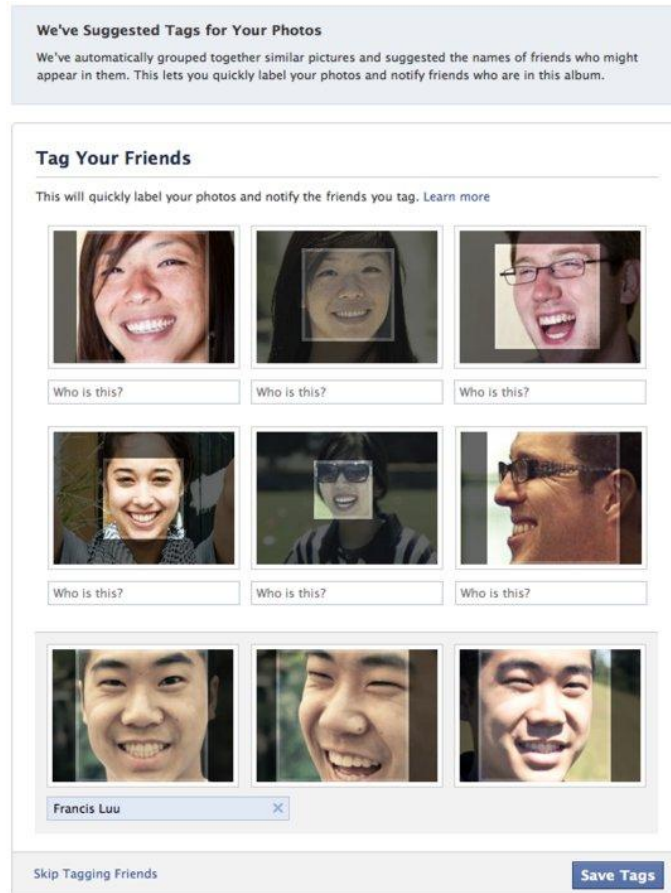 We've Suggested Tags for Your Photos
We've automatically grouped together similar pictures and suggested the names of friends who might
appear in them. This lets you quickly label your photos and notify friends who are in this album.
Tag Your Friends
This will quickly label your photos and notify the friends you tag. Learn more
Who is this? Who is this? Who is this?
Who is this? Who is this? Who is this?
Francis Luu
Skip Tagging Friends Save Tags